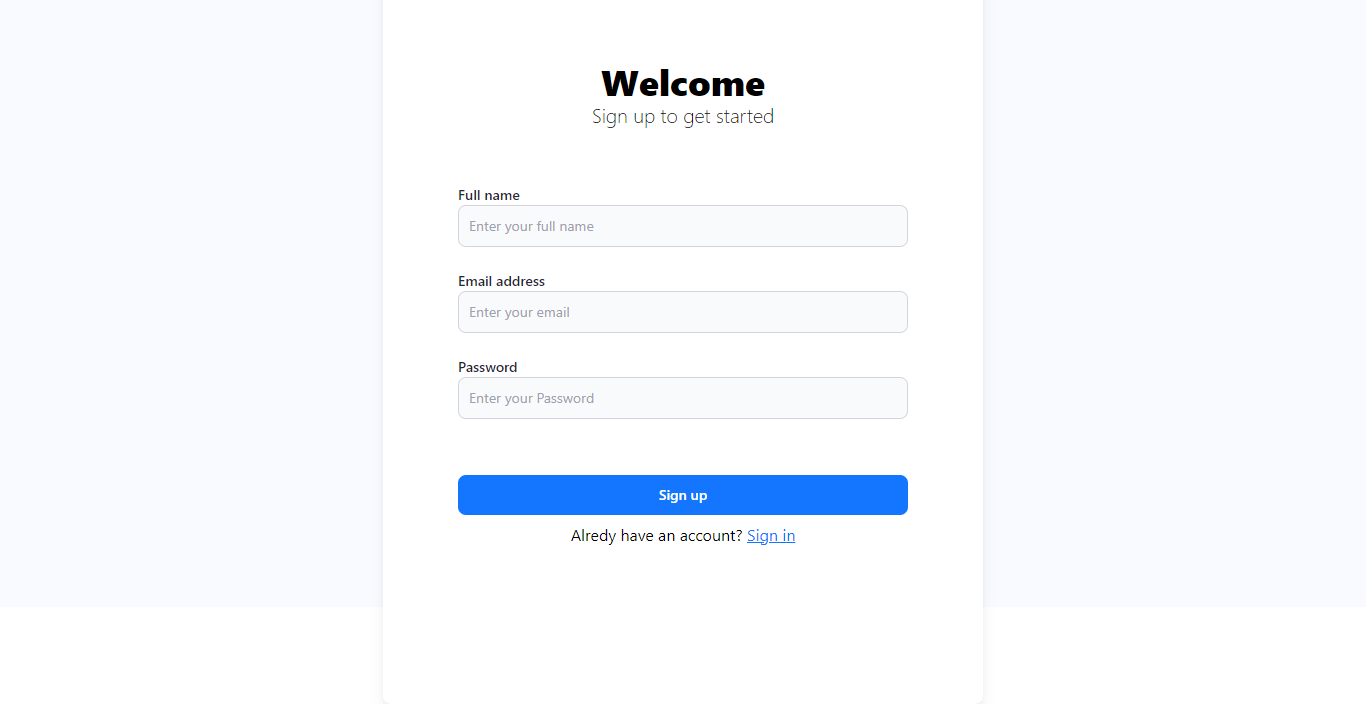 Welcome
Sign up to get started
Full name
Enter your full name
Email address
Enter your email
Password
Enter your Password
Sign up
Alredy have an account? Sign in